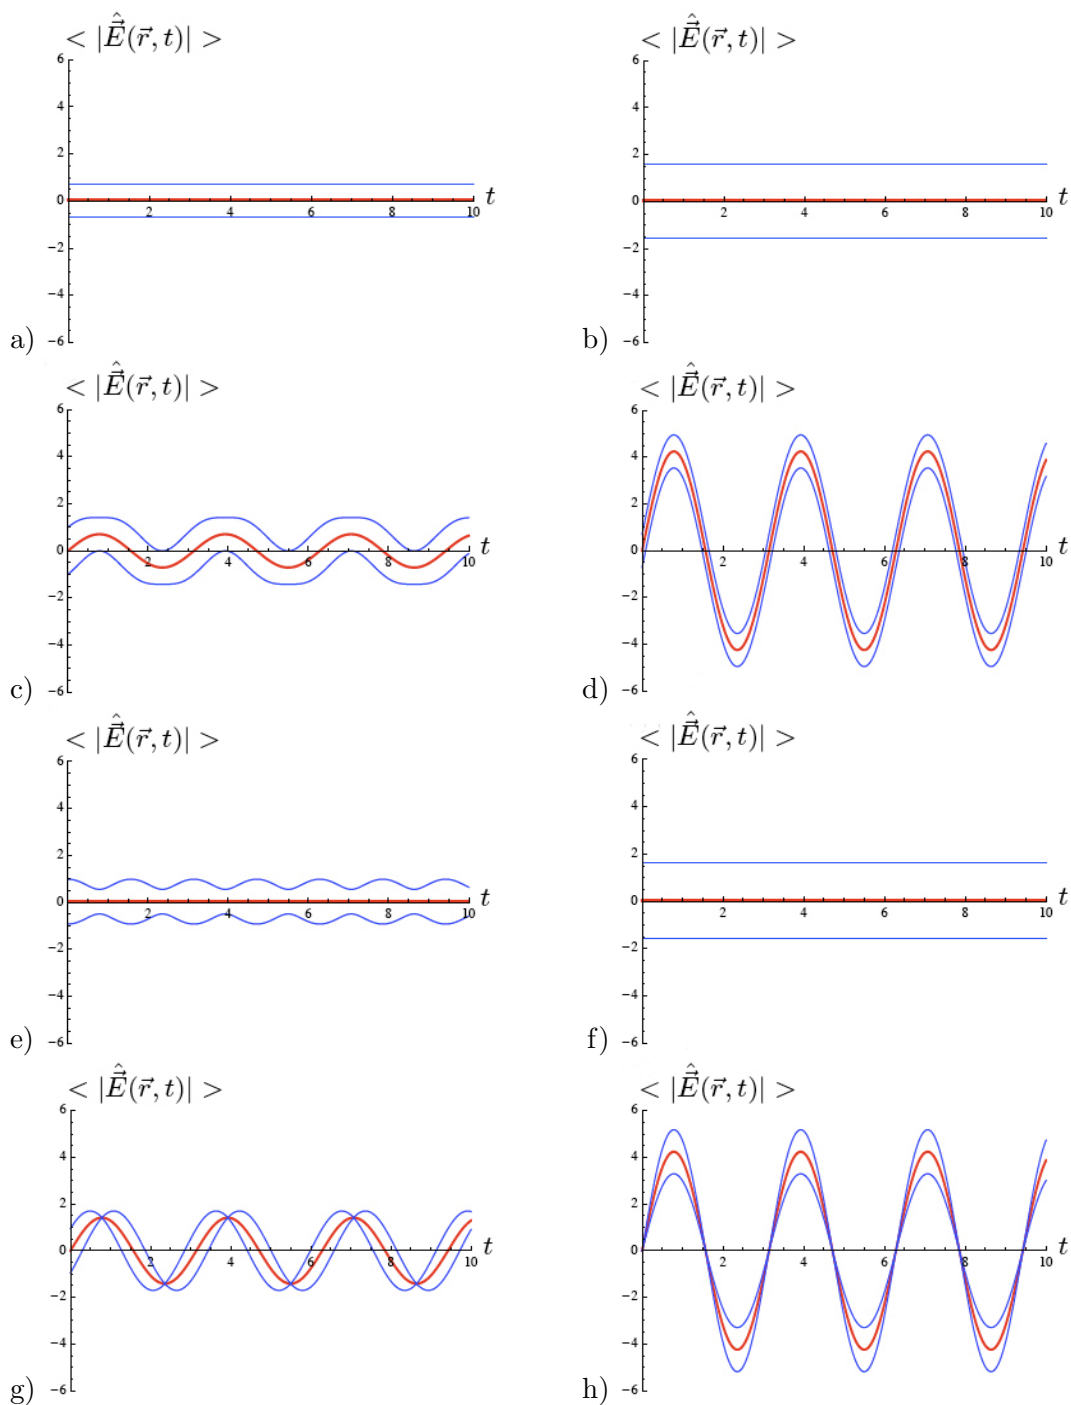 < |\hat{\vec{E}}(\vec{r}, t)| > < |\hat{\vec{E}}(\vec{r}, t)| >
6 6
4 4
2 2
0 2 4 6 8 10 t 0 2 4 6 8 10 t
−2 −2
−4 −4
a) −6 b) −6
< |\hat{\vec{E}}(\vec{r}, t)| > < |\hat{\vec{E}}(\vec{r}, t)| >
6 6
4 4
2 2
0 2 4 6 8 10 t 0 2 4 6 8 10 t
−2 −2
−4 −4
c) −6 d) −6
< |\hat{\vec{E}}(\vec{r}, t)| > < |\hat{\vec{E}}(\vec{r}, t)| >
6 6
4 4
2 2
0 2 4 6 8 10 t 0 2 4 6 8 10 t
−2 −2
−4 −4
e) −6 f) −6
< |\hat{\vec{E}}(\vec{r}, t)| > < |\hat{\vec{E}}(\vec{r}, t)| >
6 6
4 4
2 2
0 2 4 6 8 10 t 0 2 4 6 8 10 t
−2 −2
−4 −4
g) −6 h) −6